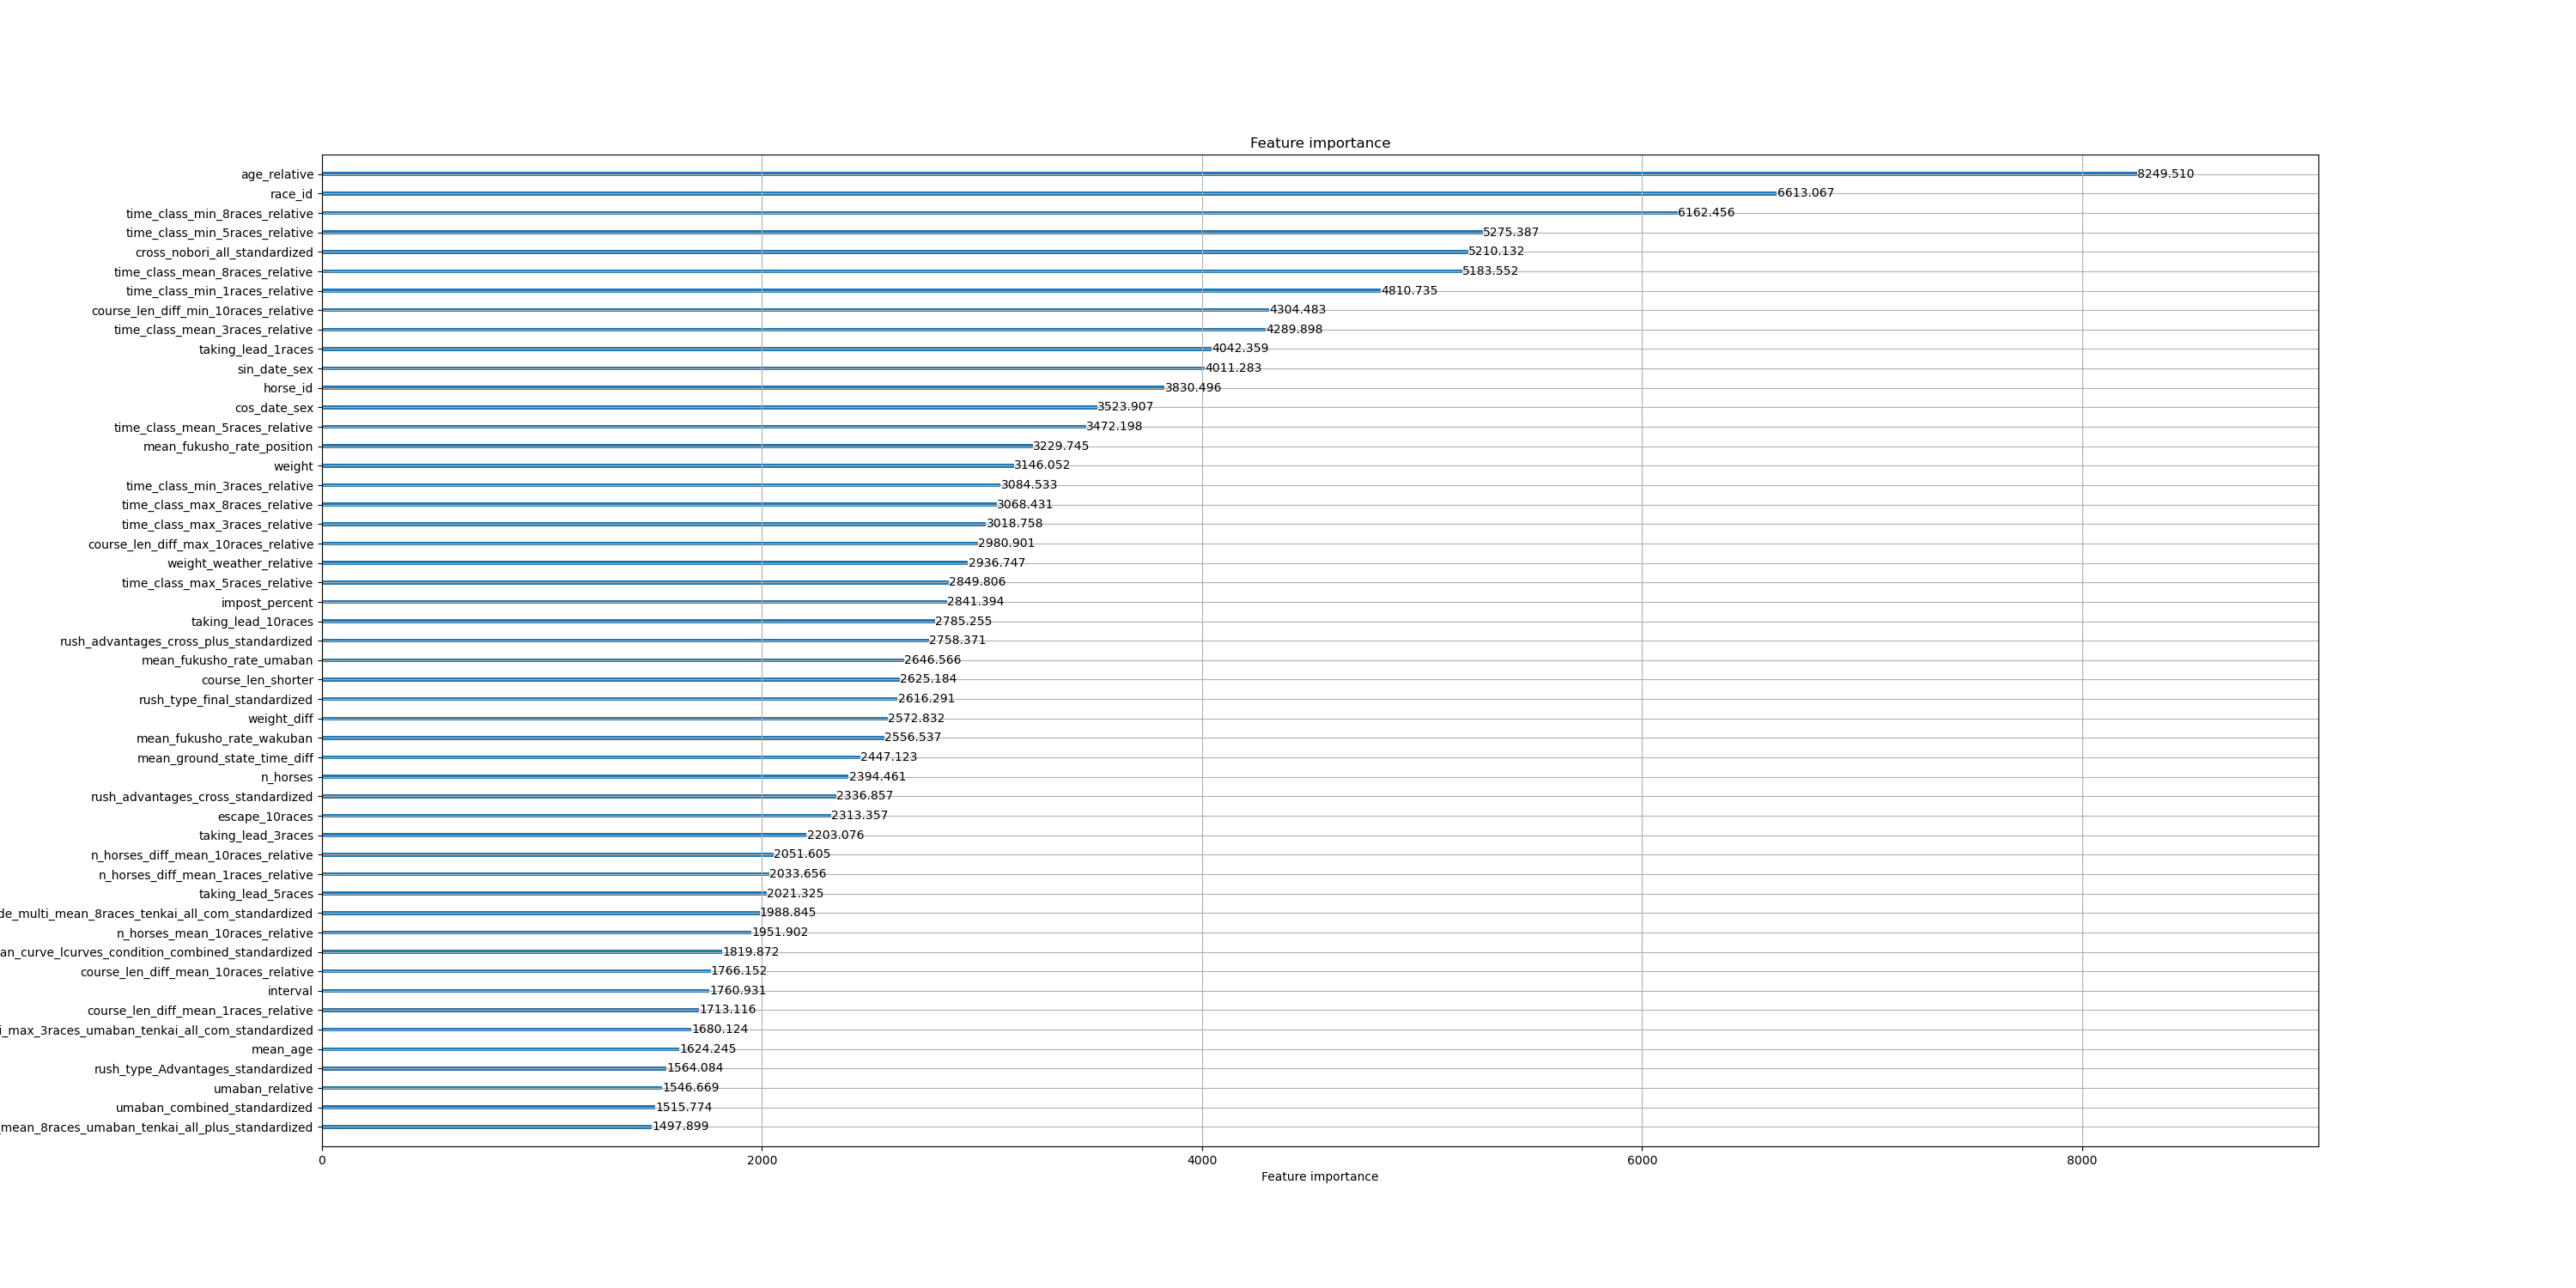 Feature importance
age_relative 8249.510
race_id 6613.067
time_class_min_8races_relative 6162.456
time_class_min_5races_relative 5275.387
cross_nobori_all_standardized 5210.132
time_class_mean_8races_relative 5183.552
time_class_min_1races_relative 4810.735
course_len_diff_min_10races_relative 4304.483
time_class_mean_3races_relative 4289.898
taking_lead_1races 4042.359
sin_date_sex 4011.283
horse_id 3830.496
cos_date_sex 3523.907
time_class_mean_5races_relative 3472.198
mean_fukusho_rate_position 3229.745
weight 3146.052
time_class_min_3races_relative 3084.533
time_class_max_8races_relative 3068.431
time_class_max_3races_relative 3018.758
course_len_diff_max_10races_relative 2980.901
weight_weather_relative 2936.747
time_class_max_5races_relative 2849.806
impost_percent 2841.394
taking_lead_10races 2785.255
rush_advantages_cross_plus_standardized 2758.371
mean_fukusho_rate_umaban 2646.566
course_len_shorter 2625.184
rush_type_final_standardized 2616.291
weight_diff 2572.832
mean_fukusho_rate_wakuban 2556.537
mean_ground_state_time_diff 2447.123
n_horses 2394.461
rush_advantages_cross_standardized 2336.857
escape_10races 2313.357
taking_lead_3races 2203.076
n_horses_diff_mean_10races_relative 2051.605
n_horses_diff_mean_1races_relative 2033.656
taking_lead_5races 2021.325
de_multi_mean_8races_tenkai_all_com_standardized 1988.845
n_horses_mean_10races_relative 1951.902
an_curve_lcurves_condition_combined_standardized 1819.872
course_len_diff_mean_10races_relative 1766.152
interval 1760.931
course_len_diff_mean_1races_relative 1713.116
i_max_3races_umaban_tenkai_all_com_standardized 1680.124
mean_age 1624.245
rush_type_Advantages_standardized 1564.084
umaban_relative 1546.669
umaban_combined_standardized 1515.774
_mean_8races_umaban_tenkai_all_plus_standardized 1497.899
0 2000 4000 6000 8000
Feature importance